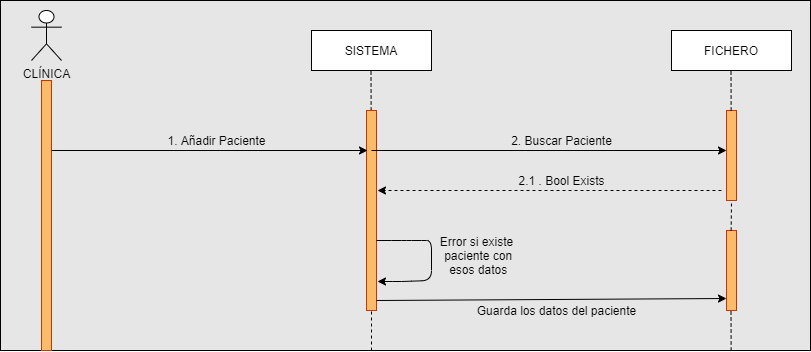 CLÍNICA
SISTEMA
FICHERO
1. Añadir Paciente
2. Buscar Paciente
2.1 . Bool Exists
Error si existe
paciente con
esos datos
Guarda los datos del paciente